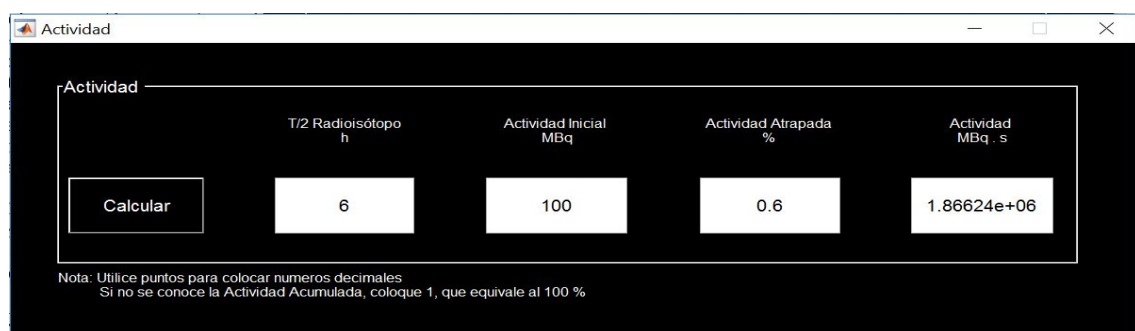 Actividad
Actividad
T/2 Radioisótopo
h
Actividad Inicial
MBq
Actividad Atrapada
%
Actividad
MBq . s
Calcular
6
100
0.6
1.86624e+06
Nota: Utilice puntos para colocar numeros decimales
Si no se conoce la Actividad Acumulada, coloque 1, que equivale al 100 %